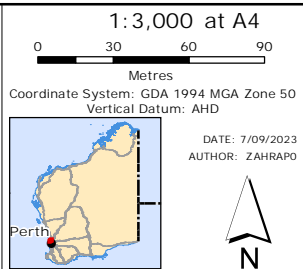 1:3,000 at A4
0 30 60 90
Metres
Coordinate System: GDA 1994 MGA Zone 50
Vertical Datum: AHD
DATE: 7/09/2023
AUTHOR: ZAHRAP0
Perth
N